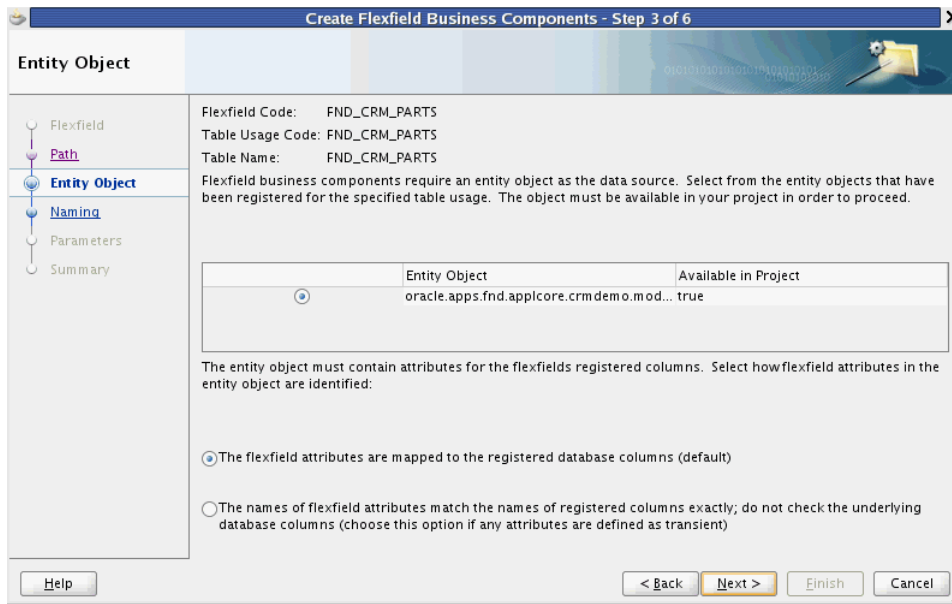 Create Flexfield Business Components - Step 3 of 6
Entity Object
Flexfield
Path
Entity Object
Naming
Parameters
Summary
Flexfield Code: FND_CRM_PARTS
Table Usage Code: FND_CRM_PARTS
Table Name: FND_CRM_PARTS
Flexfield business components require an entity object as the data source. Select from the entity objects that have
been registered for the specified table usage. The object must be available in your project in order to proceed.
Entity Object Available in Project
oracle.apps.fnd.applcore.crmdemo.mod... true
The entity object must contain attributes for the flexfields registered columns. Select how flexfield attributes in the
entity object are identified:
The flexfield attributes are mapped to the registered database columns (default)
The names of flexfield attributes match the names of registered columns exactly; do not check the underlying
database columns (choose this option if any attributes are defined as transient)
Help < Back Next > Finish Cancel